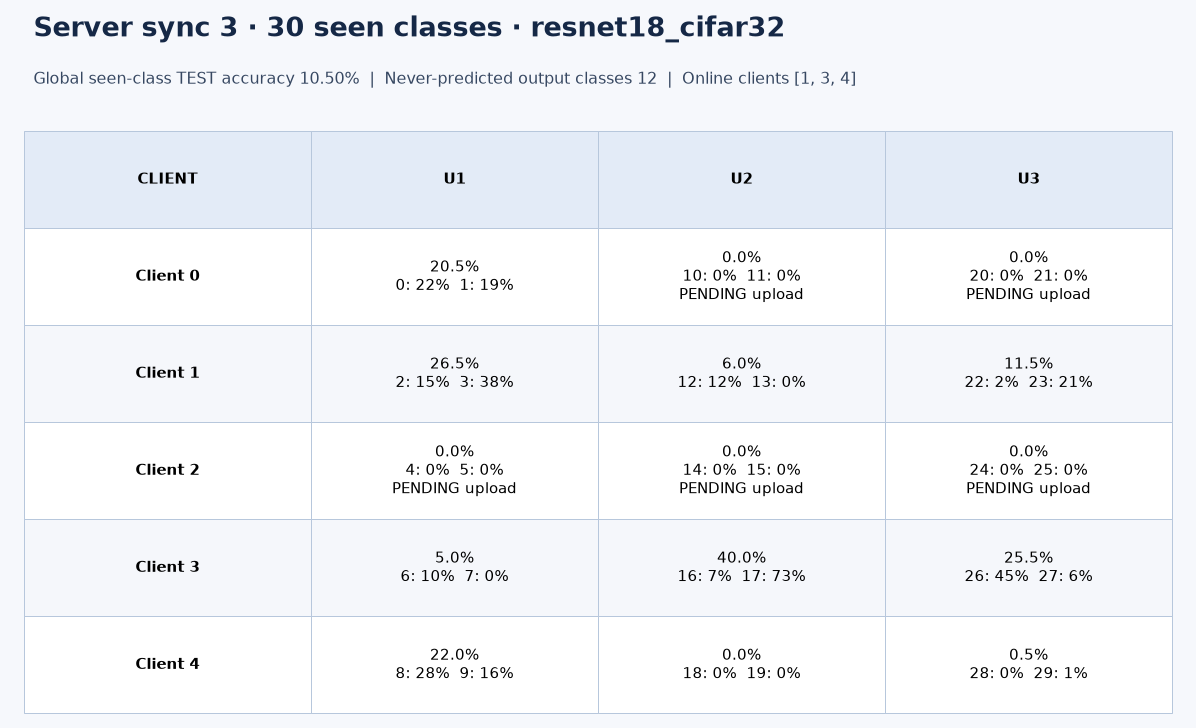 Server sync 3 · 30 seen classes · resnet18_cifar32
Global seen-class TEST accuracy 10.50%  |  Never-predicted output classes 12  |  Online clients [1, 3, 4]
CLIENT
U1
U2
U3
Client 0
20.5%
0: 22%  1: 19%
0.0%
10: 0%  11: 0%
PENDING upload
0.0%
20: 0%  21: 0%
PENDING upload
Client 1
26.5%
2: 15%  3: 38%
6.0%
12: 12%  13: 0%
11.5%
22: 2%  23: 21%
Client 2
0.0%
4: 0%  5: 0%
PENDING upload
0.0%
14: 0%  15: 0%
PENDING upload
0.0%
24: 0%  25: 0%
PENDING upload
Client 3
5.0%
6: 10%  7: 0%
40.0%
16: 7%  17: 73%
25.5%
26: 45%  27: 6%
Client 4
22.0%
8: 28%  9: 16%
0.0%
18: 0%  19: 0%
0.5%
28: 0%  29: 1%